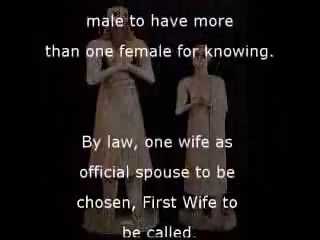 male to have more
than one female for knowing.
By law, one wife as
official spouse to be
chosen, First Wife to
be called.